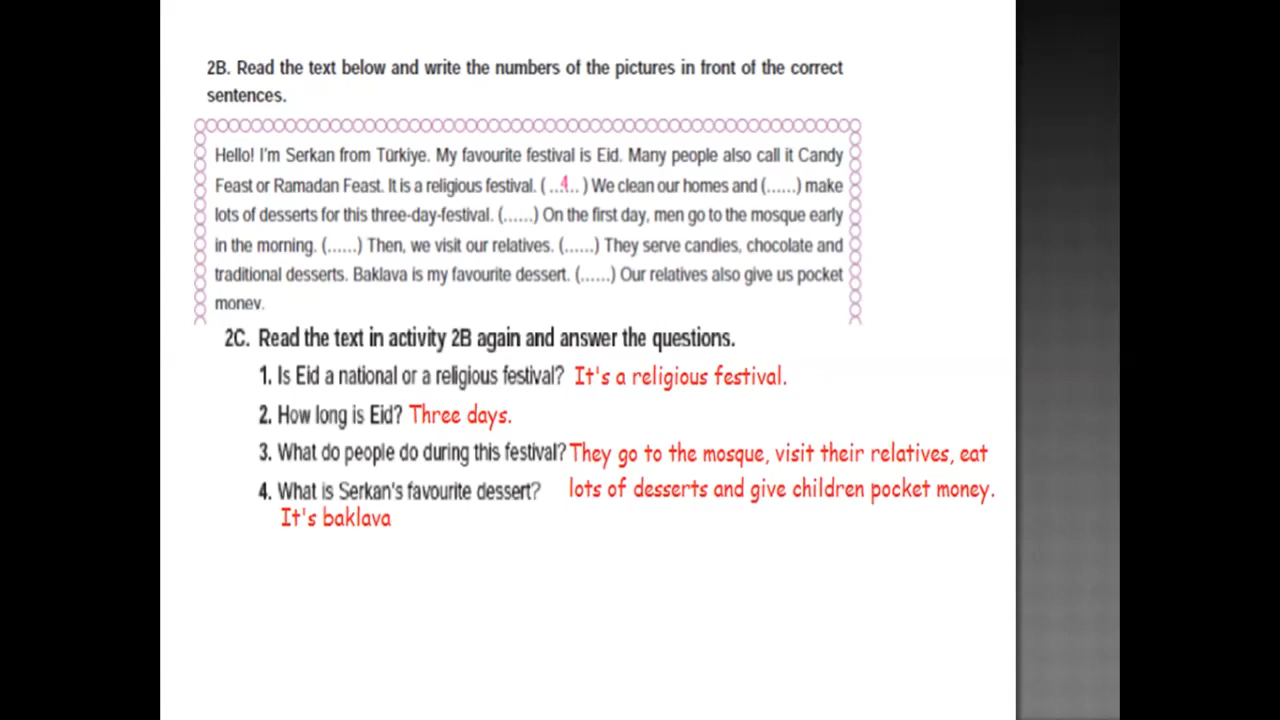 2B. Read the text below and write the numbers of the pictures in front of the correct
sentences.
Hello! I'm Serkan from Türkiye. My favourite festival is Eid. Many people also call it Candy
Feast or Ramadan Feast. It is a religious festival. (...4.. ) We clean our homes and (......) make
lots of desserts for this three-day-festival. (......) On the first day, men go to the mosque early
in the morning. (......) Then, we visit our relatives. (......) They serve candies, chocolate and
traditional desserts. Baklava is my favourite dessert. (......) Our relatives also give us pocket
money.
2C. Read the text in activity 2B again and answer the questions.
1. Is Eid a national or a religious festival? It's a religious festival.
2. How long is Eid? Three days.
3. What do people do during this festival? They go to the mosque, visit their relatives, eat
4. What is Serkan's favourite dessert? lots of desserts and give children pocket money.
It's baklava